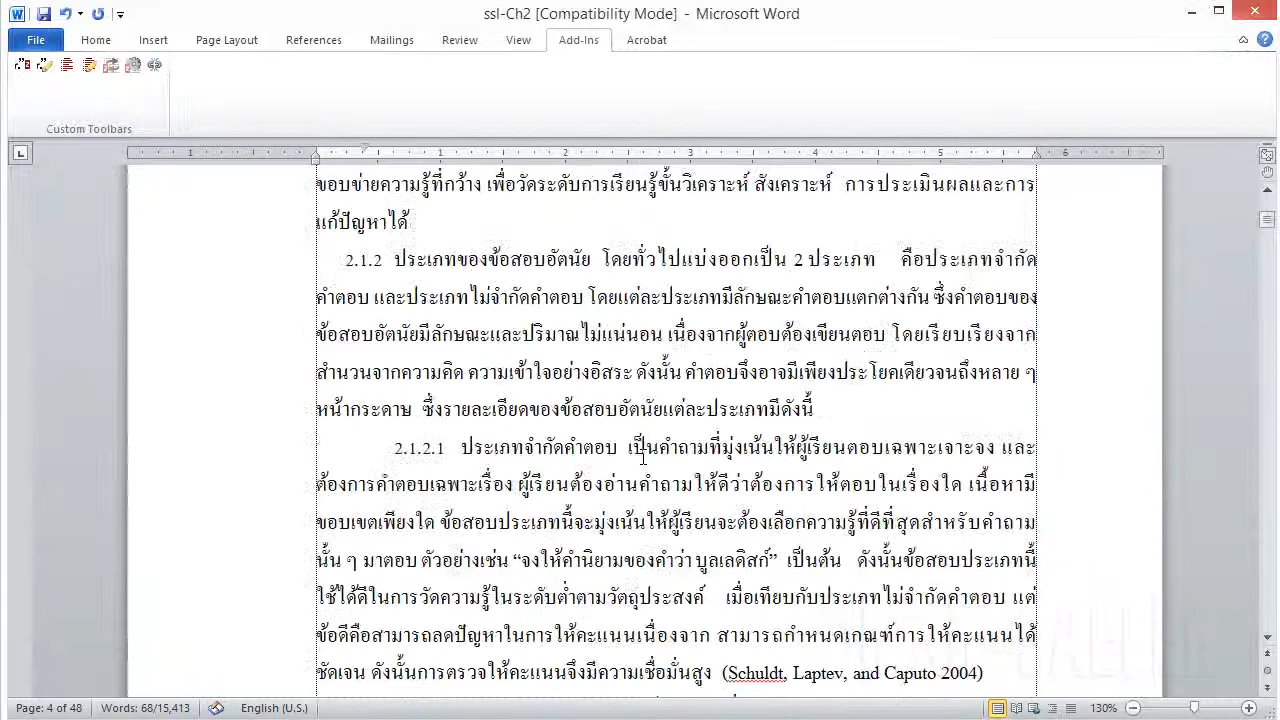 ssl-Ch2 [Compatibility Mode] - Microsoft Word
File Home Insert Page Layout References Mailings Review View Add-Ins Acrobat
Custom Toolbars
1 1 2 3 4 5 6
ขอบข่ายความรู้ที่กว้าง เพื่อวัดระดับการเรียนรู้ขั้นวิเคราะห์ สังเคราะห์ การประเมินผลและการ
แก้ปัญหาได้
2.1.2 ประเภทของข้อสอบอัตนัย โดยทั่วไปแบ่งออกเป็น 2 ประเภท คือประเภทจำกัด
คำตอบ และประเภทไม่จำกัดคำตอบ โดยแต่ละประเภทมีลักษณะคำตอบแตกต่างกัน ซึ่งคำตอบของ
ข้อสอบอัตนัยมีลักษณะและปริมาณไม่แน่นอน เนื่องจากผู้ตอบต้องเขียนตอบ โดยเรียบเรียงจาก
สำนวนจากความคิด ความเข้าใจอย่างอิสระ ดังนั้น คำตอบจึงอาจมีเพียงประโยคเดียวจนถึงหลาย ๆ
หน้ากระดาษ ซึ่งรายละเอียดของข้อสอบอัตนัยแต่ละประเภทมีดังนี้
2.1.2.1 ประเภทจำกัดคำตอบ เป็นคำถามที่มุ่งเน้นให้ผู้เรียนตอบเฉพาะเจาะจง และ
ต้องการคำตอบเฉพาะเรื่อง ผู้เรียนต้องอ่านคำถามให้ดีว่าต้องการให้ตอบในเรื่องใด เนื้อหามี
ขอบเขตเพียงใด ข้อสอบประเภทนี้จะมุ่งเน้นให้ผู้เรียนจะต้องเลือกความรู้ที่ดีที่สุดสำหรับคำถาม
นั้น ๆ มาตอบ ตัวอย่างเช่น “จงให้คำนิยามของคำว่า บูลเลดิสก์” เป็นต้น ดังนั้นข้อสอบประเภทนี้
ใช้ได้ดีในการวัดความรู้ในระดับต่ำตามวัตถุประสงค์ เมื่อเทียบกับประเภทไม่จำกัดคำตอบ แต่
ข้อดีคือสามารถลดปัญหาในการให้คะแนนเนื่องจาก สามารถกำหนดเกณฑ์การให้คะแนนได้
ชัดเจน ดังนั้นการตรวจให้คะแนนจึงมีความเชื่อมั่นสูง (Schuldt, Laptev, and Caputo 2004)
Page: 4 of 48 Words: 68/15,413 English (U.S.) 130%